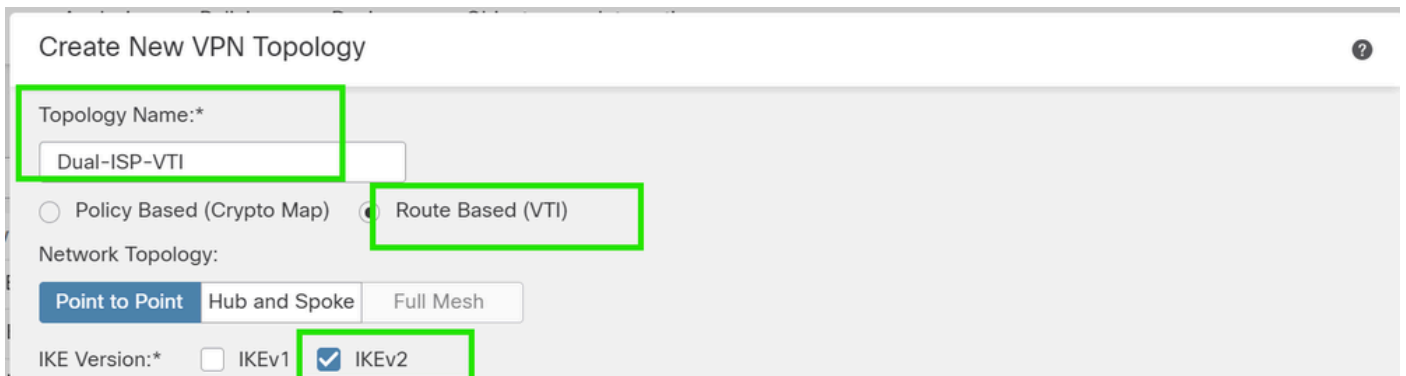 Create New VPN Topology
Topology Name:*
Dual-ISP-VTI
Policy Based (Crypto Map) Route Based (VTI)
Network Topology:
Point to Point Hub and Spoke Full Mesh
IKE Version:* IKEv1 IKEv2